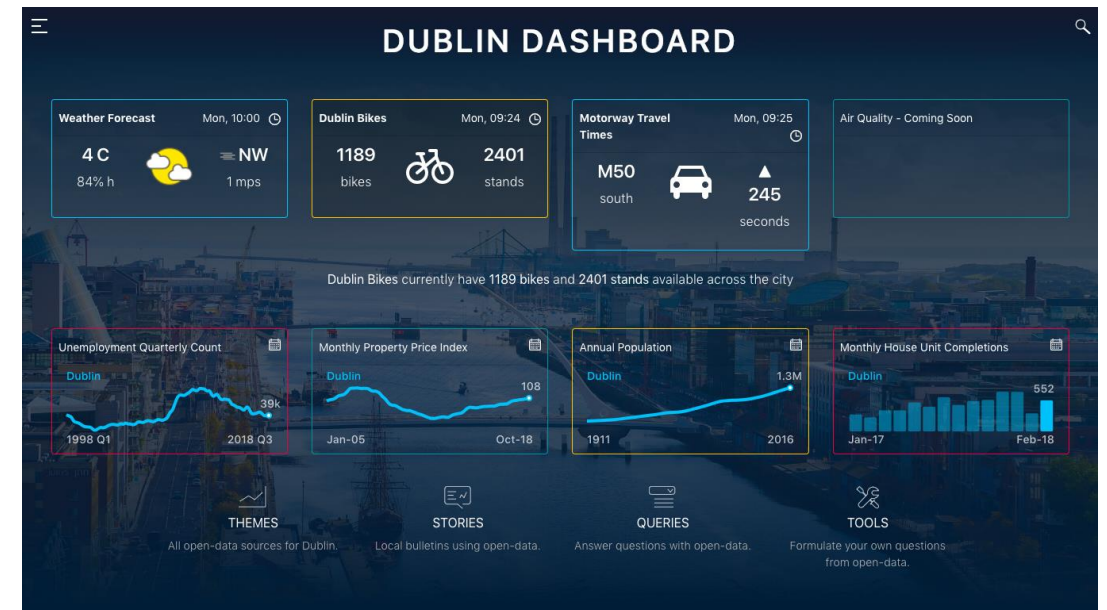 DUBLIN DASHBOARD
Weather Forecast Mon, 10:00
4 C NW
84% h 1 mps
Dublin Bikes Mon, 09:24
1189 2401
bikes stands
Motorway Travel Mon, 09:25
Times
M50
south 245
seconds
Air Quality - Coming Soon
Dublin Bikes currently have 1189 bikes and 2401 stands available across the city
Unemployment Quarterly Count
Dublin
39k
1998 Q1 2018 Q3
Monthly Property Price Index
Dublin
108
Jan-05 Oct-18
Annual Population
Dublin 1.3M
1911 2016
Monthly House Unit Completions
Dublin
552
Jan-17 Feb-18
THEMES
All open-data sources for Dublin.
STORIES
Local bulletins using open-data.
QUERIES
Answer questions with open-data.
TOOLS
Formulate your own questions
from open-data.